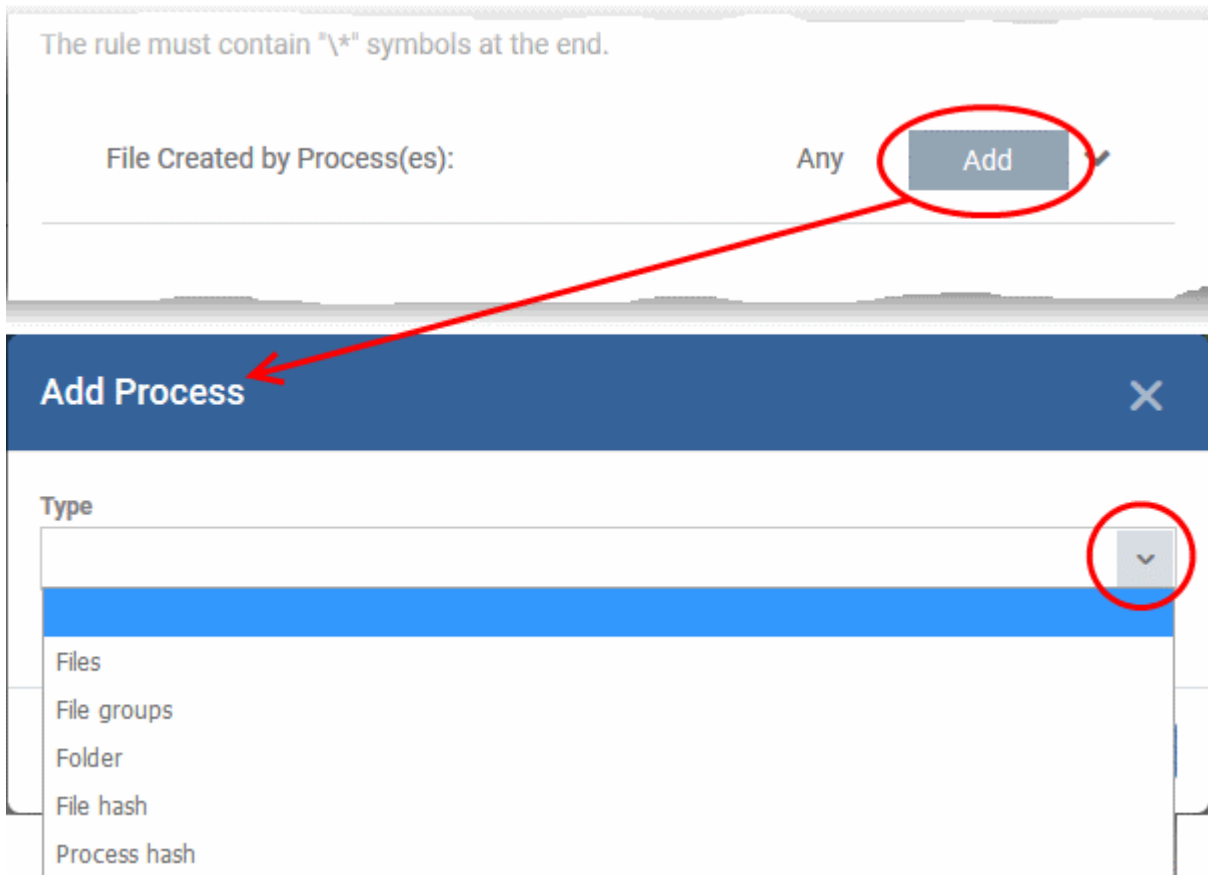 The rule must contain "\*" symbols at the end.
File Created by Process(es): Any Add
Add Process
Type
Files
File groups
Folder
File hash
Process hash